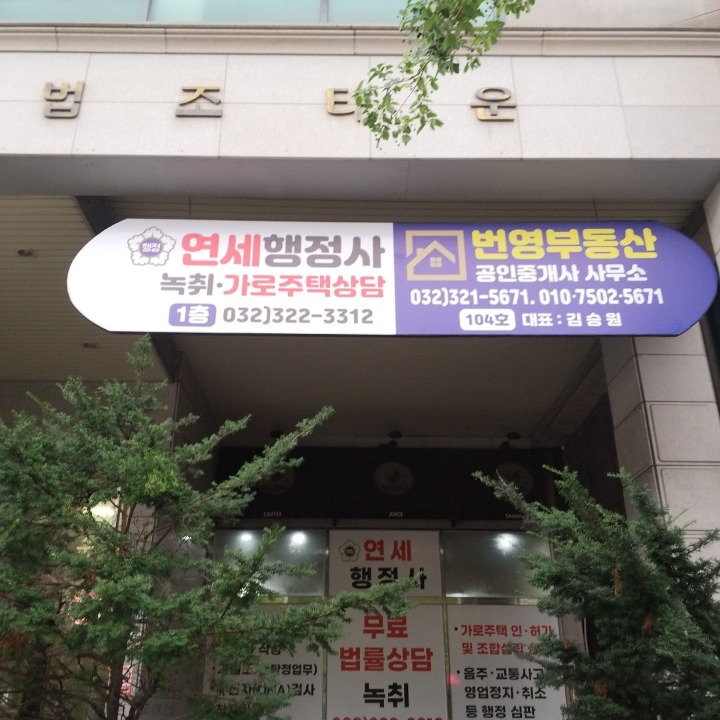 법조타운
행정
연세행정사
녹취·가로주택상담
1층 032)322-3312
번영부동산
공인중개사 사무소
032)321-5671. 010·7502·5671
104호 대표 : 김승원
COFFEE
JUICE
연세
행정사
무료
법률상담
녹취
검사
·가로주택 인·허가
및 조합설립
·음주·교통사고
영업정지·취소
등 행정 심판